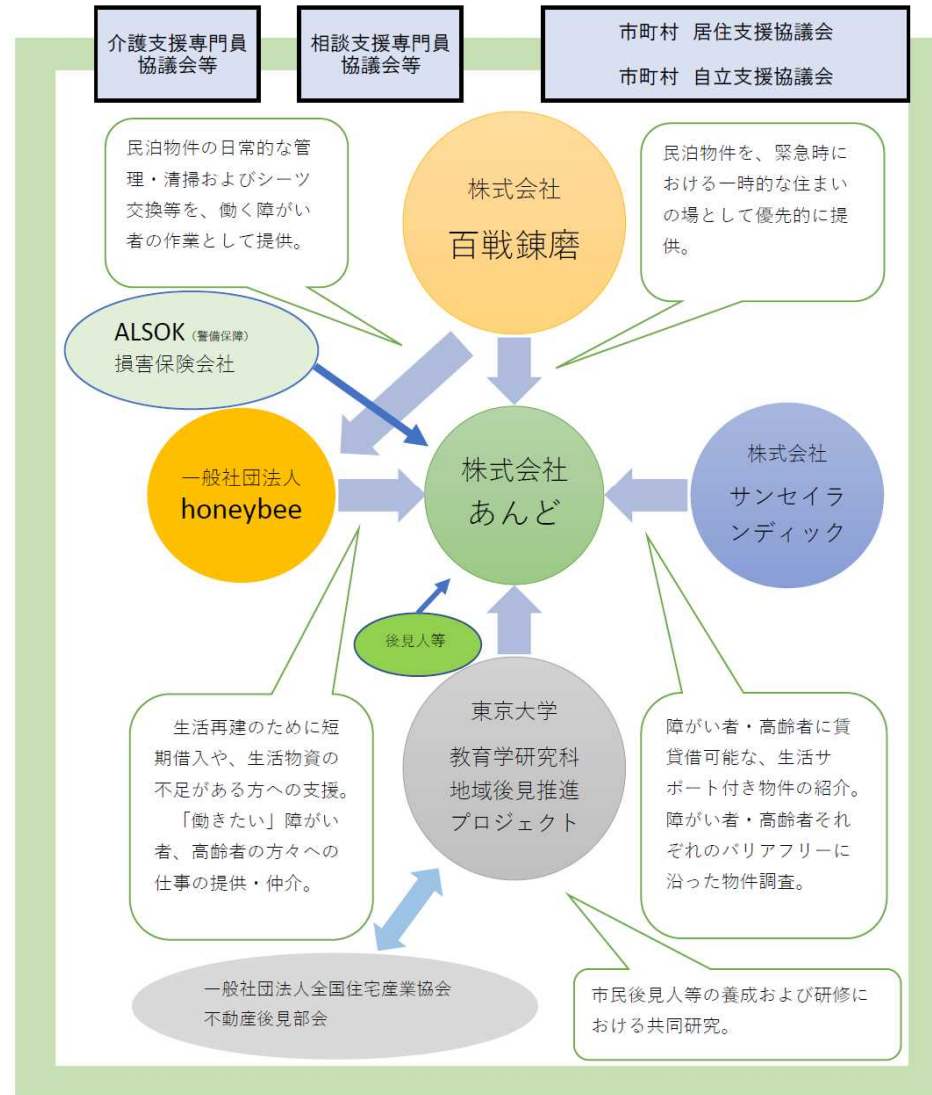 介護支援専門員
協議会等
相談支援専門員
協議会等
市町村 居住支援協議会
市町村 自立支援協議会
民泊物件の日常的な管
理・清掃およびシーツ
交換等を、働く障がい
者の作業として提供。
株式会社
百戦錬磨
民泊物件を、緊急時に
おける一時的な住まい
の場として優先的に提
供。
ALSOK（警備保障）
損害保険会社
一般社団法人
honeybee
株式会社
あんど
株式会社
サンセイラ
ンディック
後見人等
生活再建のために短
期借入や、生活物資の
不足がある方への支援。
「働きたい」障がい
者、高齢者の方々への
仕事の提供・仲介。
東京大学
教育学研究科
地域後見推進
プロジェクト
障がい者・高齢者に賃
貸借可能な、生活サ
ポート付き物件の紹介。
障がい者・高齢者それ
ぞれのバリアフリーに
沿った物件調査。
一般社団法人全国住宅産業協会
不動産後見部会
市民後見人等の養成および研修に
おける共同研究。